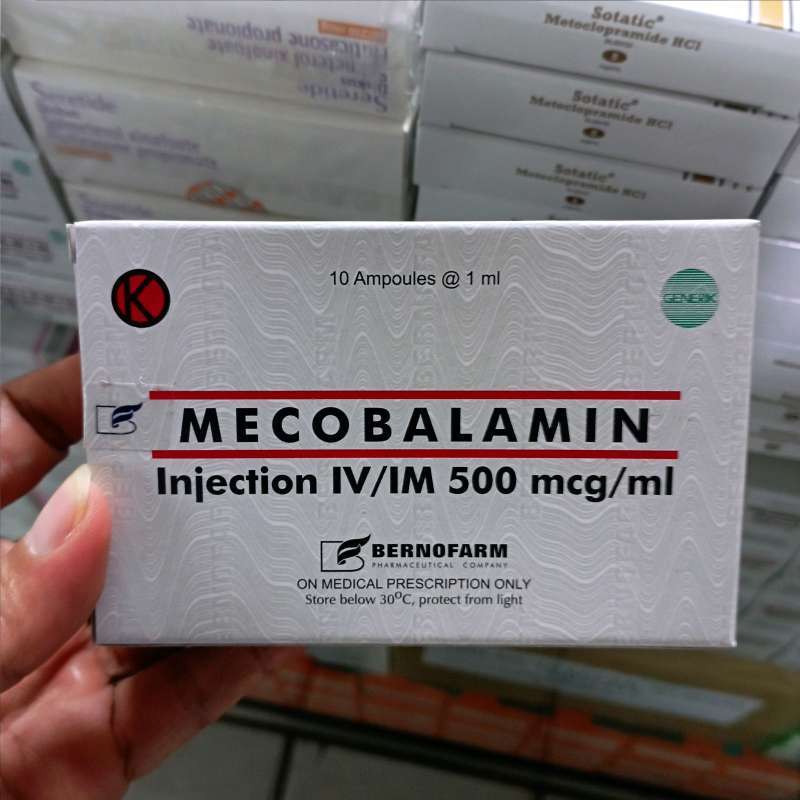 Sotatic®
Metoclopramide HCl
Sotatic®
Metoclopramide HCl
Sotatic®
Metoclopramide HCl
Seretide
fluticasone propionate
Seretide
10 Ampoules @ 1 ml
K
GENERIK
MECOBALAMIN
Injection IV/IM 500 mcg/ml
BERNOFARM
PHARMACEUTICAL COMPANY
ON MEDICAL PRESCRIPTION ONLY
Store below 30°C, protect from light